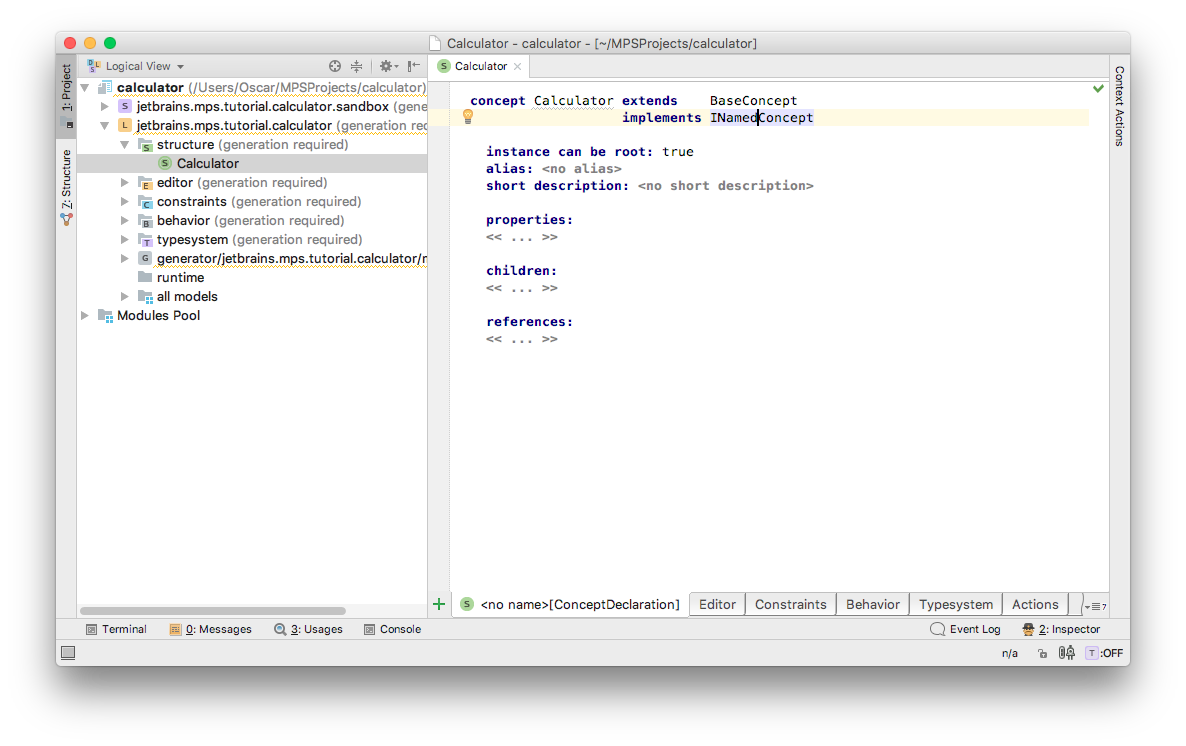 Calculator - calculator - [~/MPSProjects/calculator]
1: Project
Z: Structure
Logical View
calculator (/Users/Oscar/MPSProjects/calculator)
S jetbrains.mps.tutorial.calculator.sandbox (gene
L jetbrains.mps.tutorial.calculator (generation rec
S structure (generation required)
S Calculator
E editor (generation required)
C constraints (generation required)
B behavior (generation required)
T typesystem (generation required)
G generator/jetbrains.mps.tutorial.calculator/r
runtime
all models
Modules Pool
S Calculator
concept Calculator extends BaseConcept
implements INamedConcept
instance can be root: true
alias: <no alias>
short description: <no short description>
properties:
<< ... >>
children:
<< ... >>
references:
<< ... >>
Context Actions
S <no name>[ConceptDeclaration] Editor Constraints Behavior Typesystem Actions 7
Terminal 0: Messages 3: Usages Console Event Log 2: Inspector
n/a T :OFF